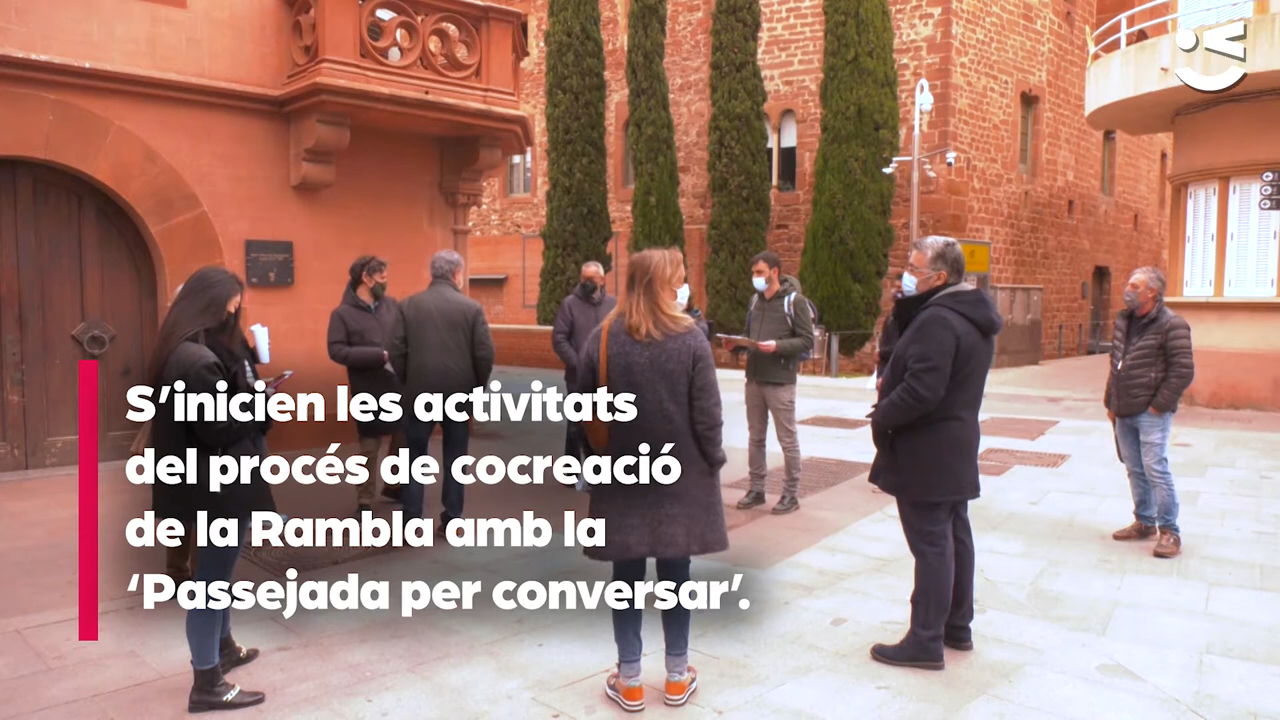 S’inicien les activitats
del procés de cocreació
de la Rambla amb la
‘Passejada per conversar’.